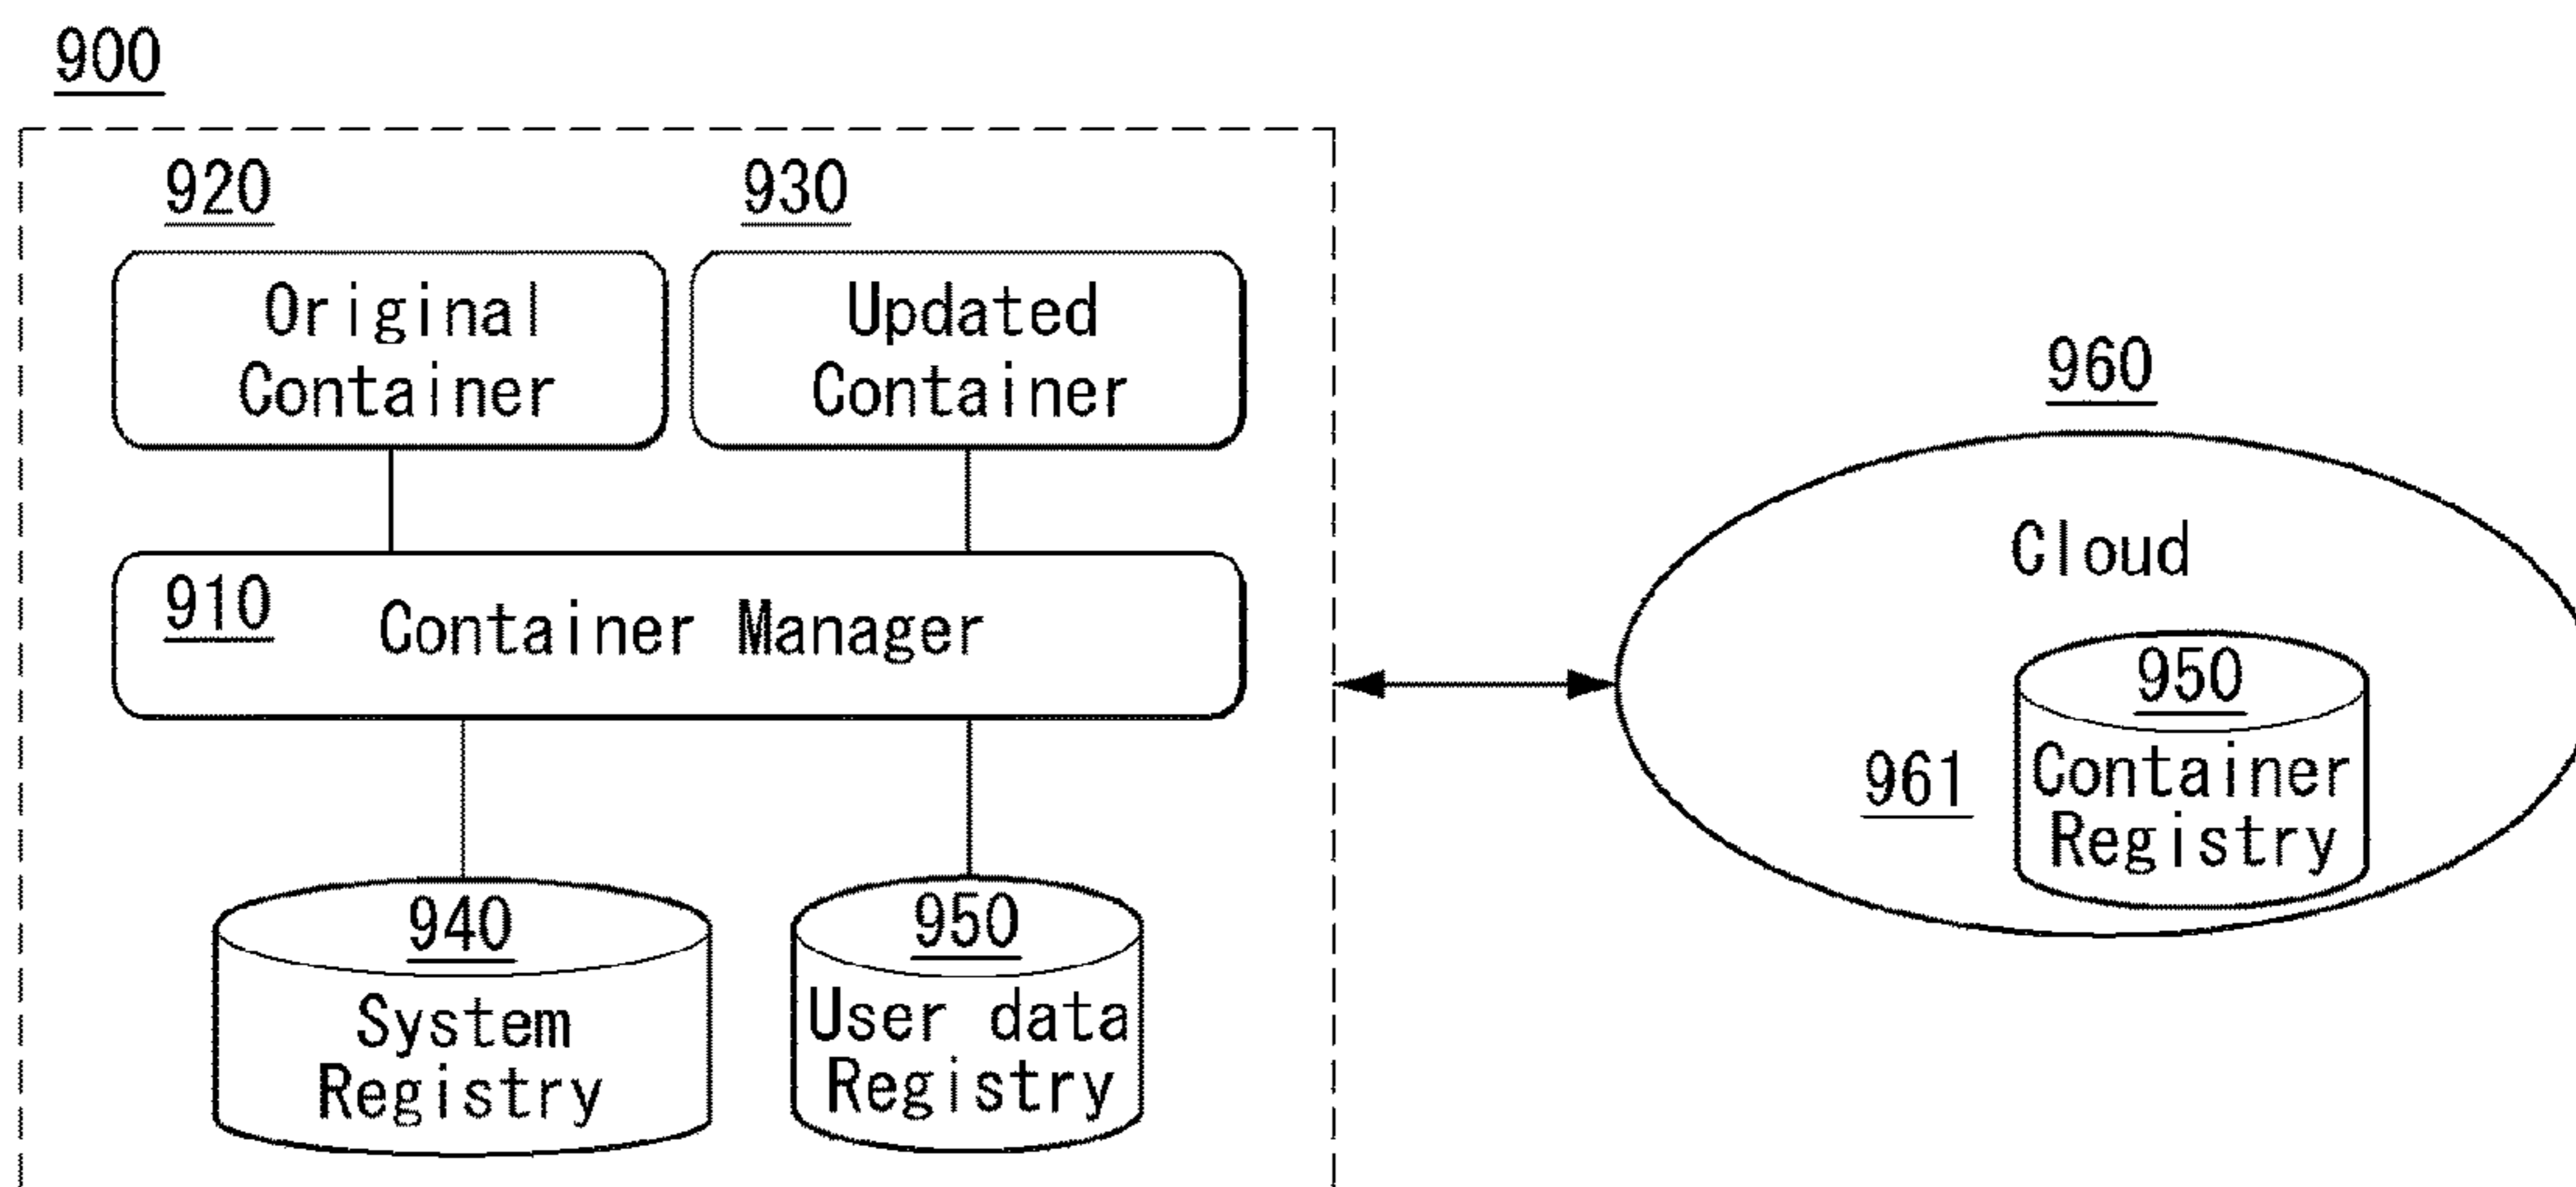 900
920
930
Original
Container
Updated
Container
910
Container Manager
940
System
Registry
950
User data
Registry
960
Cloud
950
961
Container
Registry